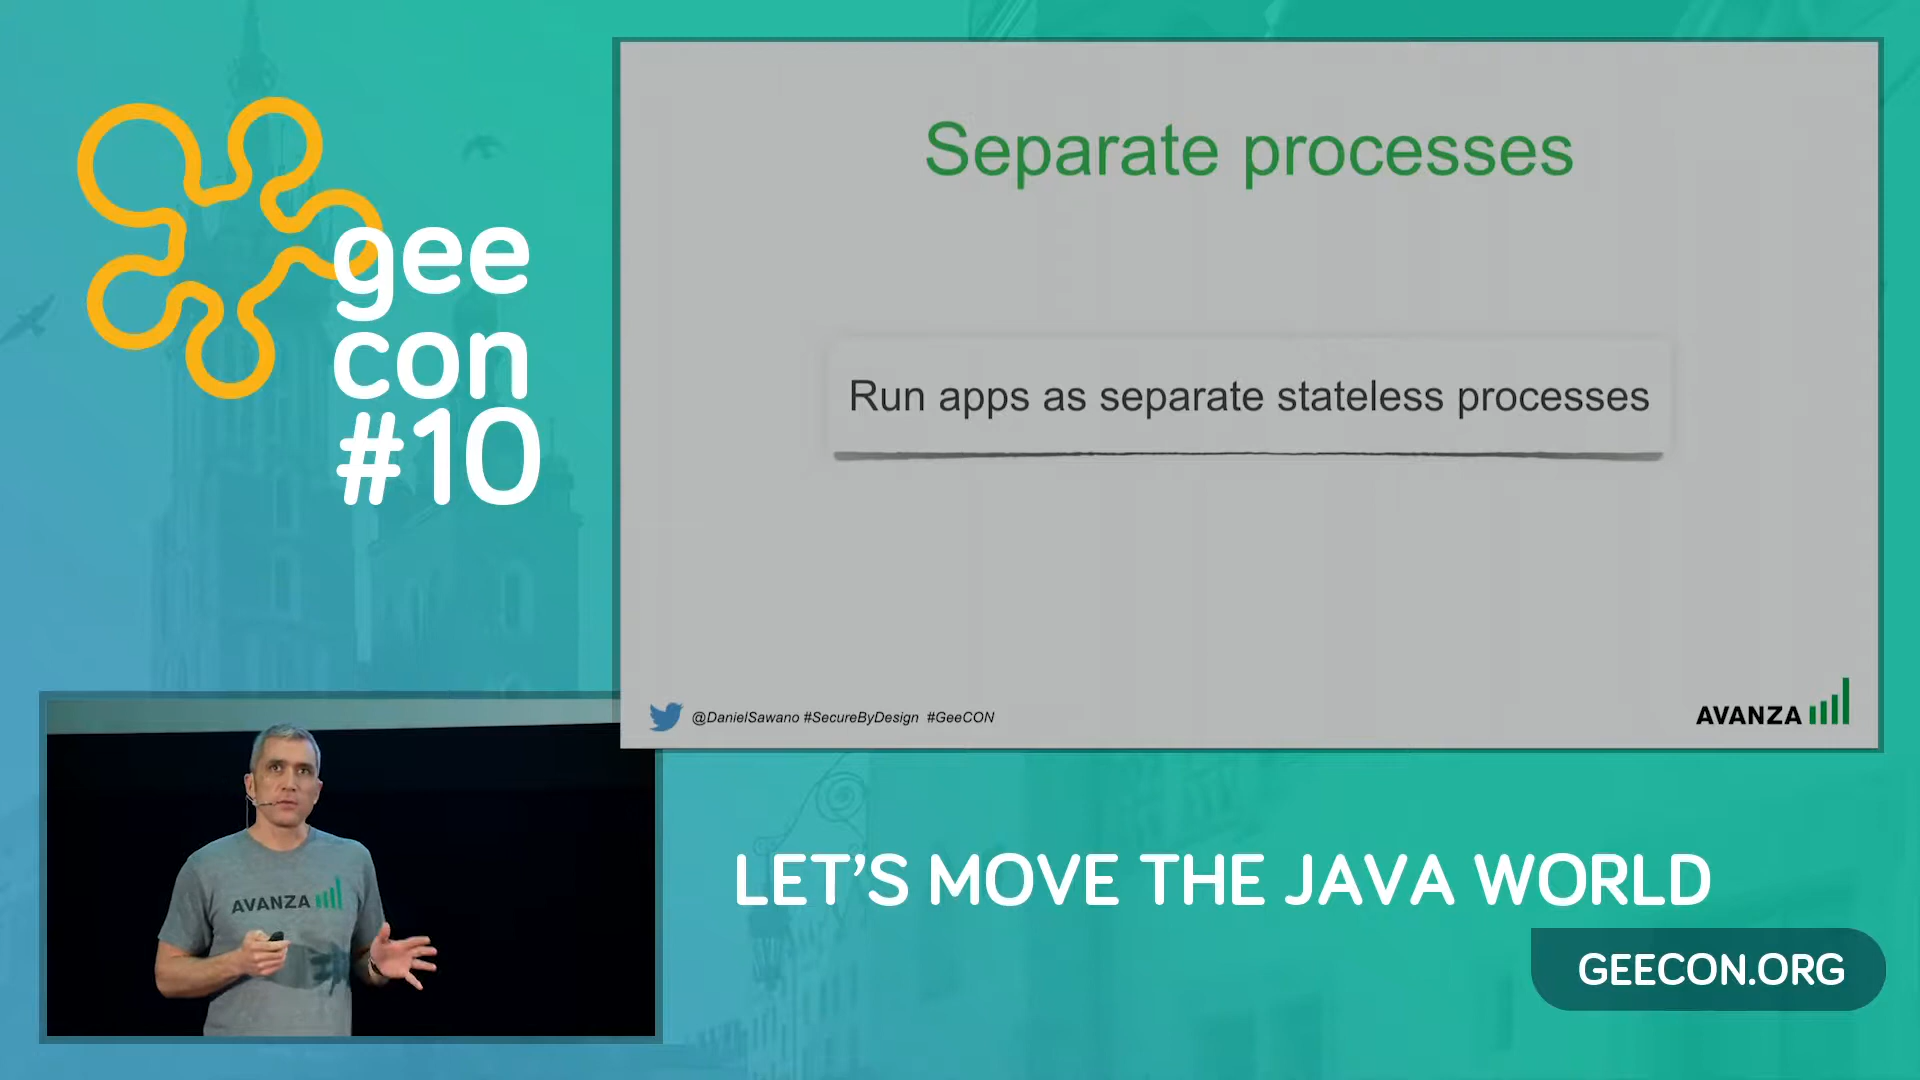 gee
con
#10
Separate processes
Run apps as separate stateless processes
@DanielSawano #SecureByDesign #GeeCON
AVANZA
AVANZA
LET'S MOVE THE JAVA WORLD
GEECON.ORG